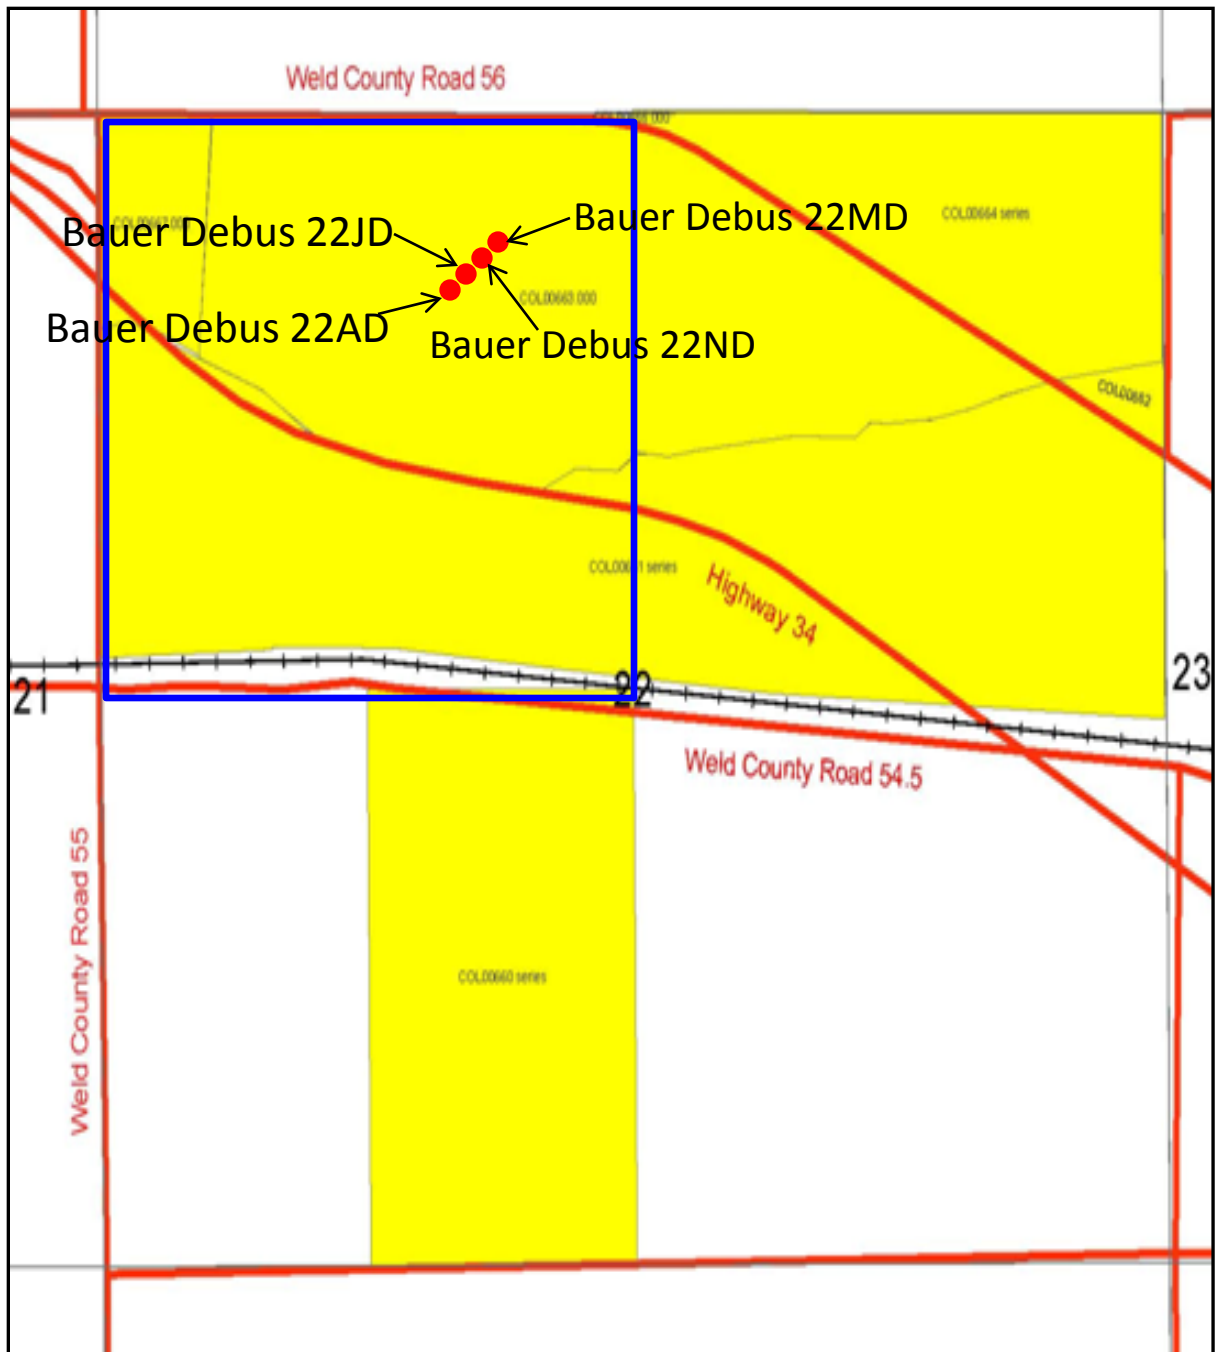 Weld County Road 56
COL00664 series
Bauer Debus 22JD
Bauer Debus 22MD
COL00663.000
Bauer Debus 22AD
Bauer Debus 22ND
COL00662
series
Highway 34
21
22
23
Weld County Road 54.5
Weld County Road 55
COL00660 series